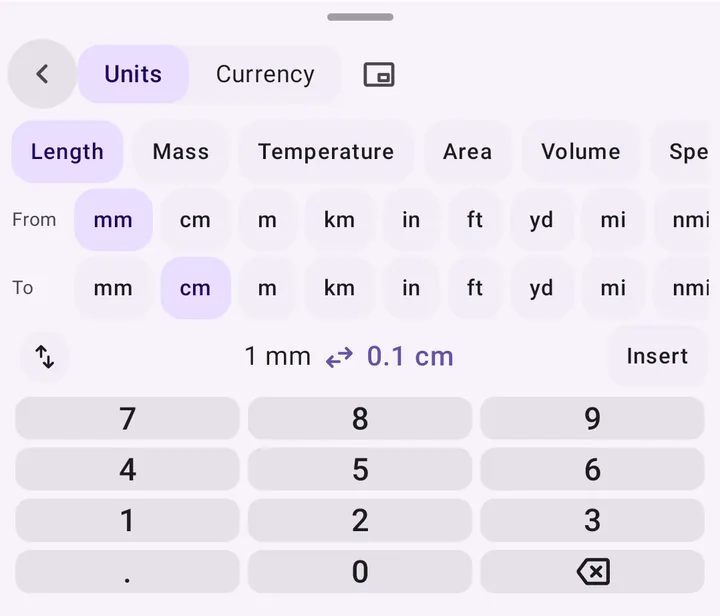 Units Currency
Length Mass Temperature Area Volume Spe
From mm cm m km in ft yd mi nmi
To mm cm m km in ft yd mi nmi
1 mm 0.1 cm Insert
7 8 9
4 5 6
1 2 3
. 0